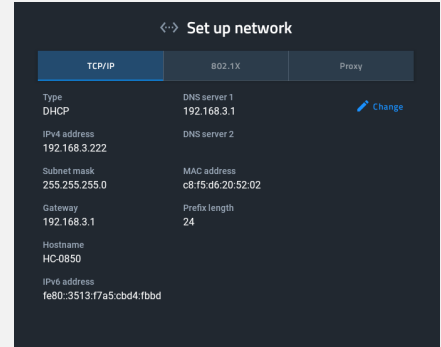 Set up network
TCP/IP 802.1X Proxy
Type DNS server 1
DHCP 192.168.3.1 Change
IPv4 address DNS server 2
192.168.3.222
Subnet mask MAC address
255.255.255.0 c8:f5:d6:20:52:02
Gateway Prefix length
192.168.3.1 24
Hostname
HC-0850
IPv6 address
fe80::3513:f7a5:cbd4:fbbd